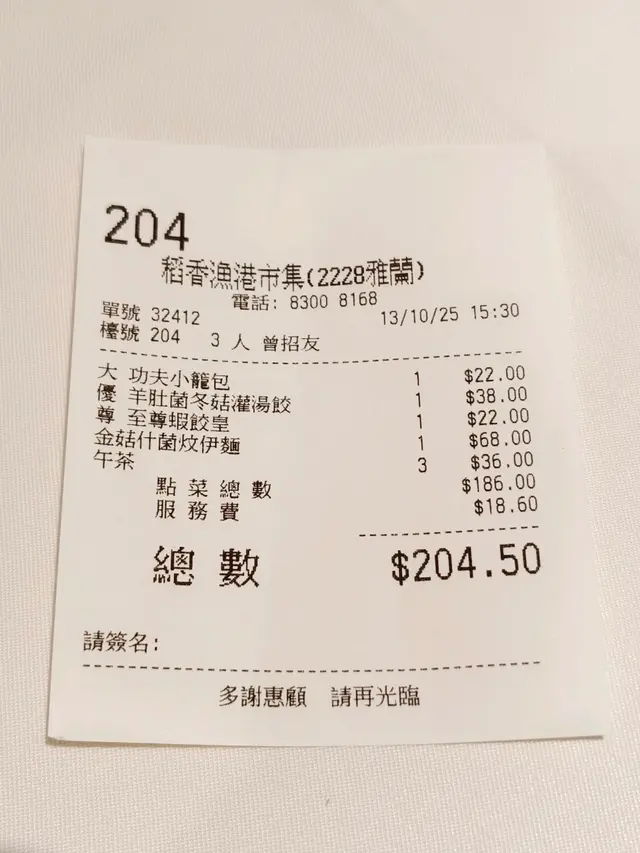 204
稻香漁港市集(2228雅蘭)
電話: 8300 8168
單號 32412 13/10/25 15:30
檯號 204 3 人 曾招友
大 功夫小籠包 1 $22.00
優 羊肚菌冬菇灌湯餃 1 $38.00
尊 至尊蝦餃皇 1 $22.00
金菇什菌炆伊麵 1 $68.00
午茶 3 $36.00
點 菜 總 數 $186.00
服 務 費 $18.60
總 數 $204.50
請簽名:
多謝惠顧 請再光臨